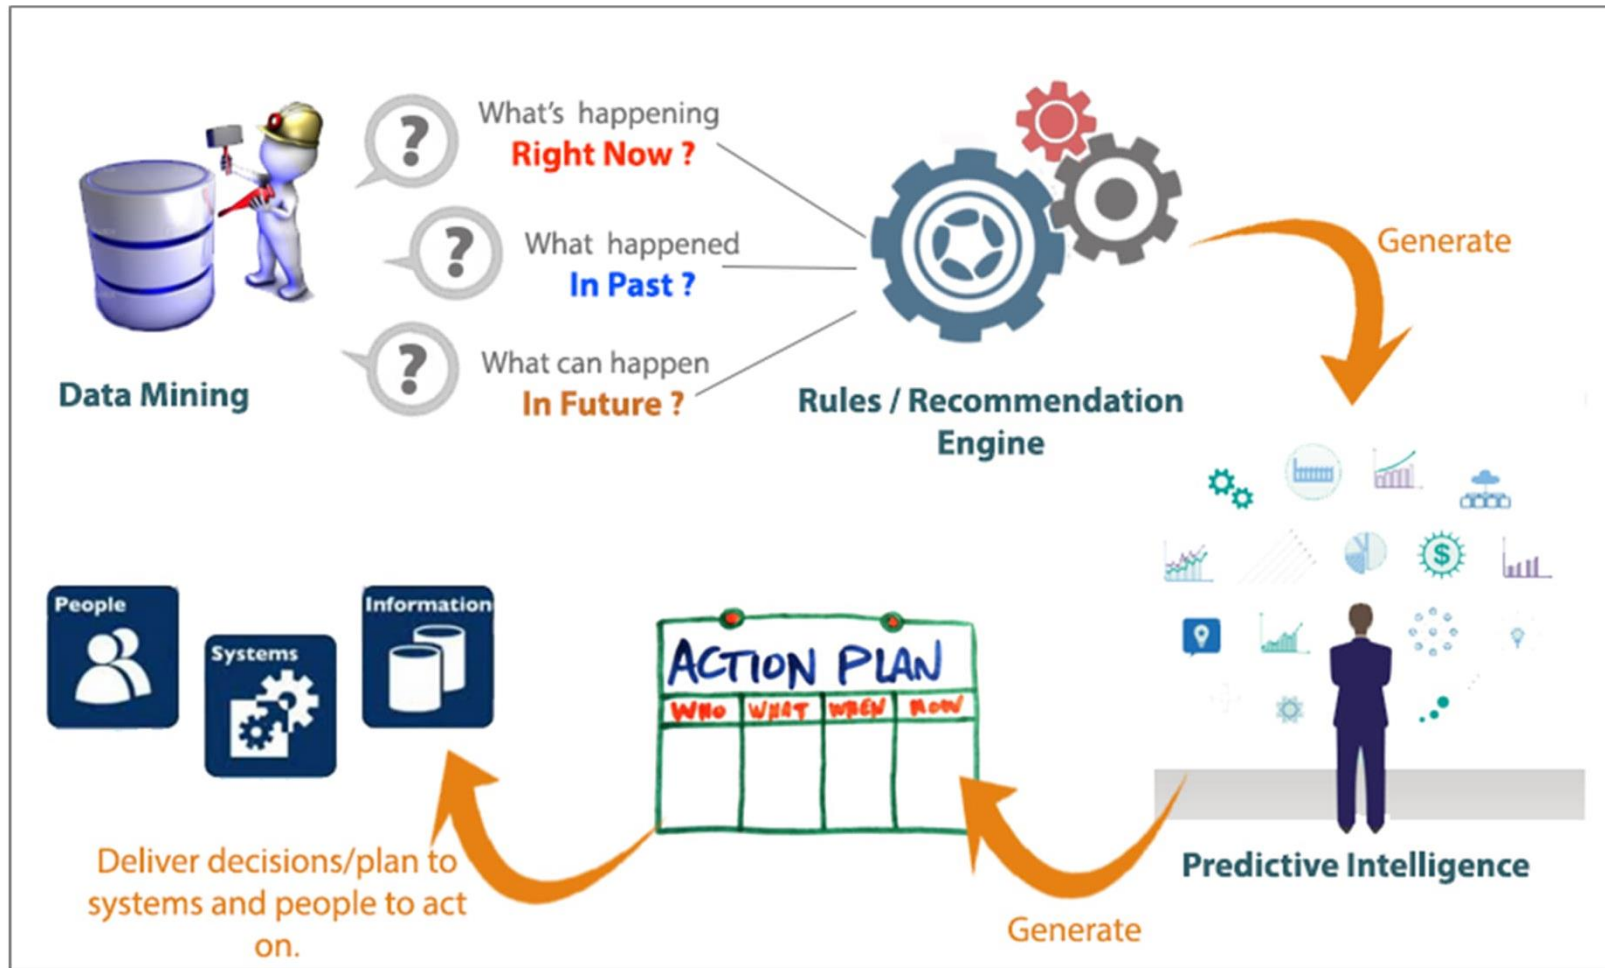 What's happening
Right Now ?
What happened
In Past ?
What can happen
In Future ?
Data Mining
Rules / Recommendation
Engine
Generate
People
Systems
Information
ACTION PLAN
WHO WHAT WHEN HOW
Predictive Intelligence
Generate
Deliver decisions/plan to
systems and people to act
on.